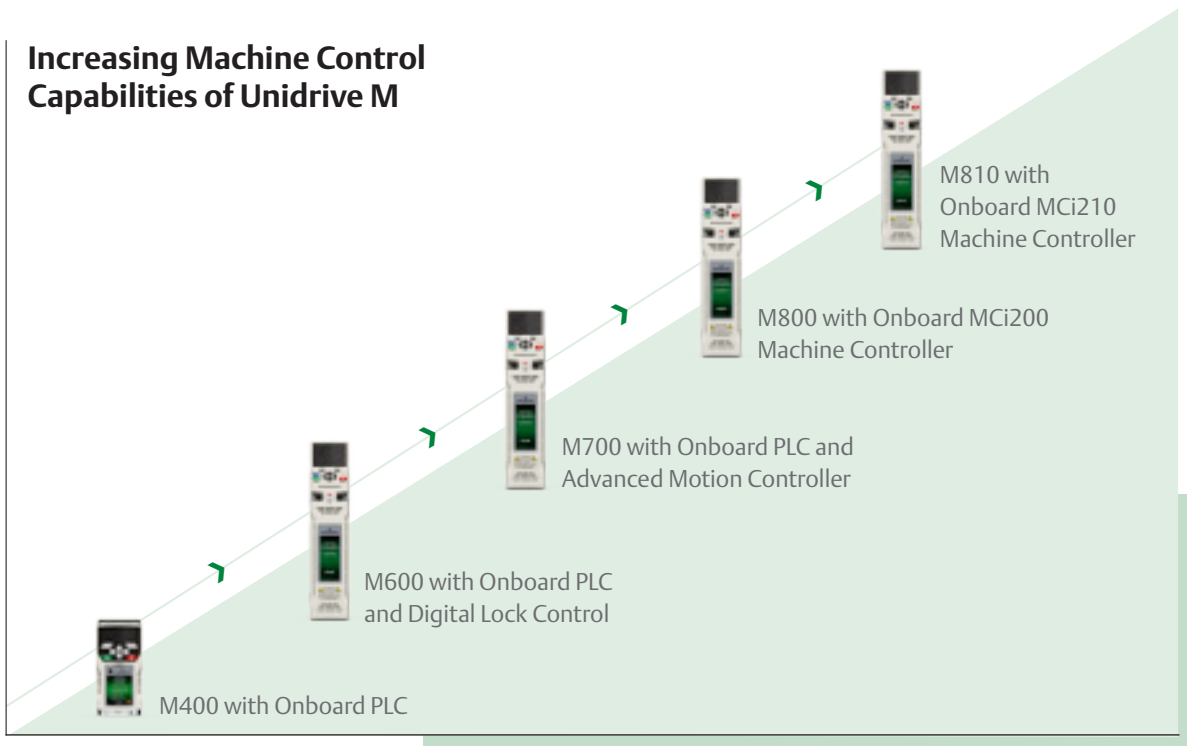 Increasing Machine Control
Capabilities of Unidrive M
M810 with
Onboard MCi210
Machine Controller
M800 with Onboard MCi200
Machine Controller
M700 with Onboard PLC and
Advanced Motion Controller
M600 with Onboard PLC
and Digital Lock Control
M400 with Onboard PLC